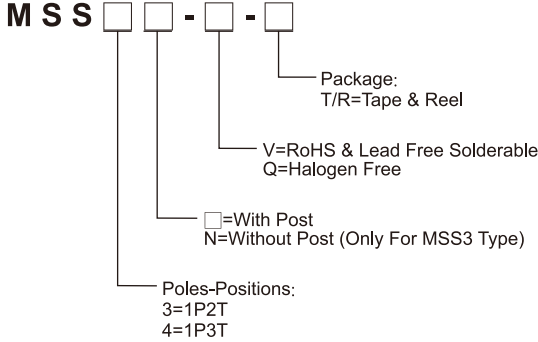 MSS□□-□-□
Package:
T/R=Tape & Reel
V=RoHS & Lead Free Solderable
Q=Halogen Free
□=With Post
N=Without Post (Only For MSS3 Type)
Poles-Positions:
3=1P2T
4=1P3T